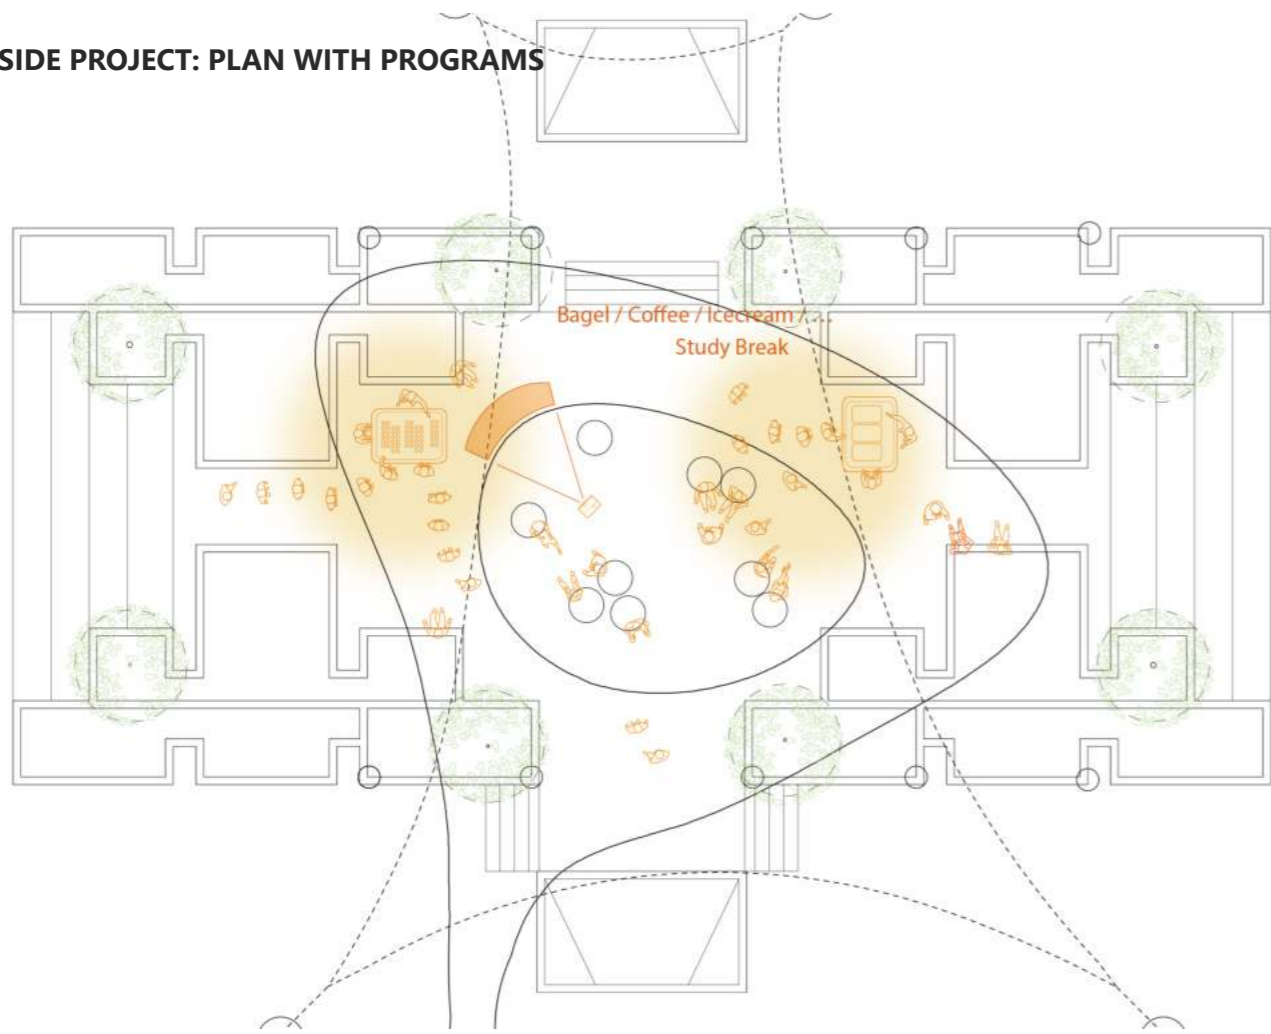 SIDE PROJECT: PLAN WITH PROGRAMS
Bagel / Coffee / Icecream / ...
Study Break